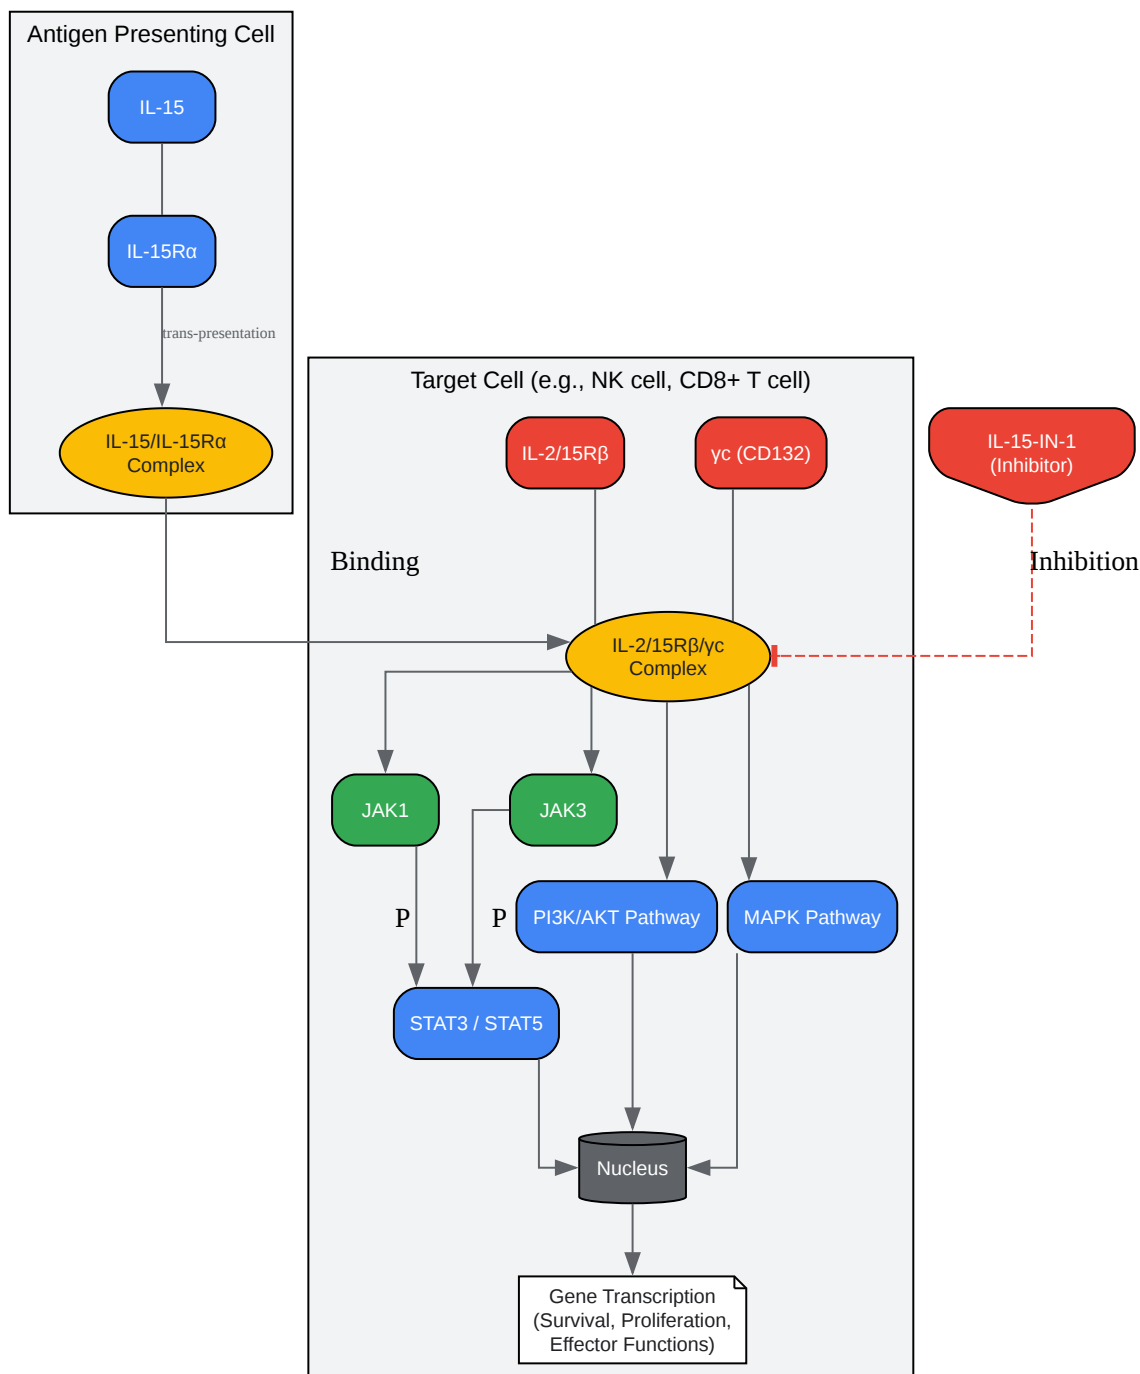 Antigen Presenting Cell
IL-15
IL-15Rα
trans-presentation
IL-15/IL-15Rα
Complex
Target Cell (e.g., NK cell, CD8+ T cell)
IL-2/15Rβ
γc (CD132)
IL-15-IN-1
(Inhibitor)
Binding
Inhibition
IL-2/15Rβ/γc
Complex
JAK1
JAK3
P
P
PI3K/AKT Pathway
MAPK Pathway
STAT3 / STAT5
Nucleus
Gene Transcription
(Survival, Proliferation,
Effector Functions)